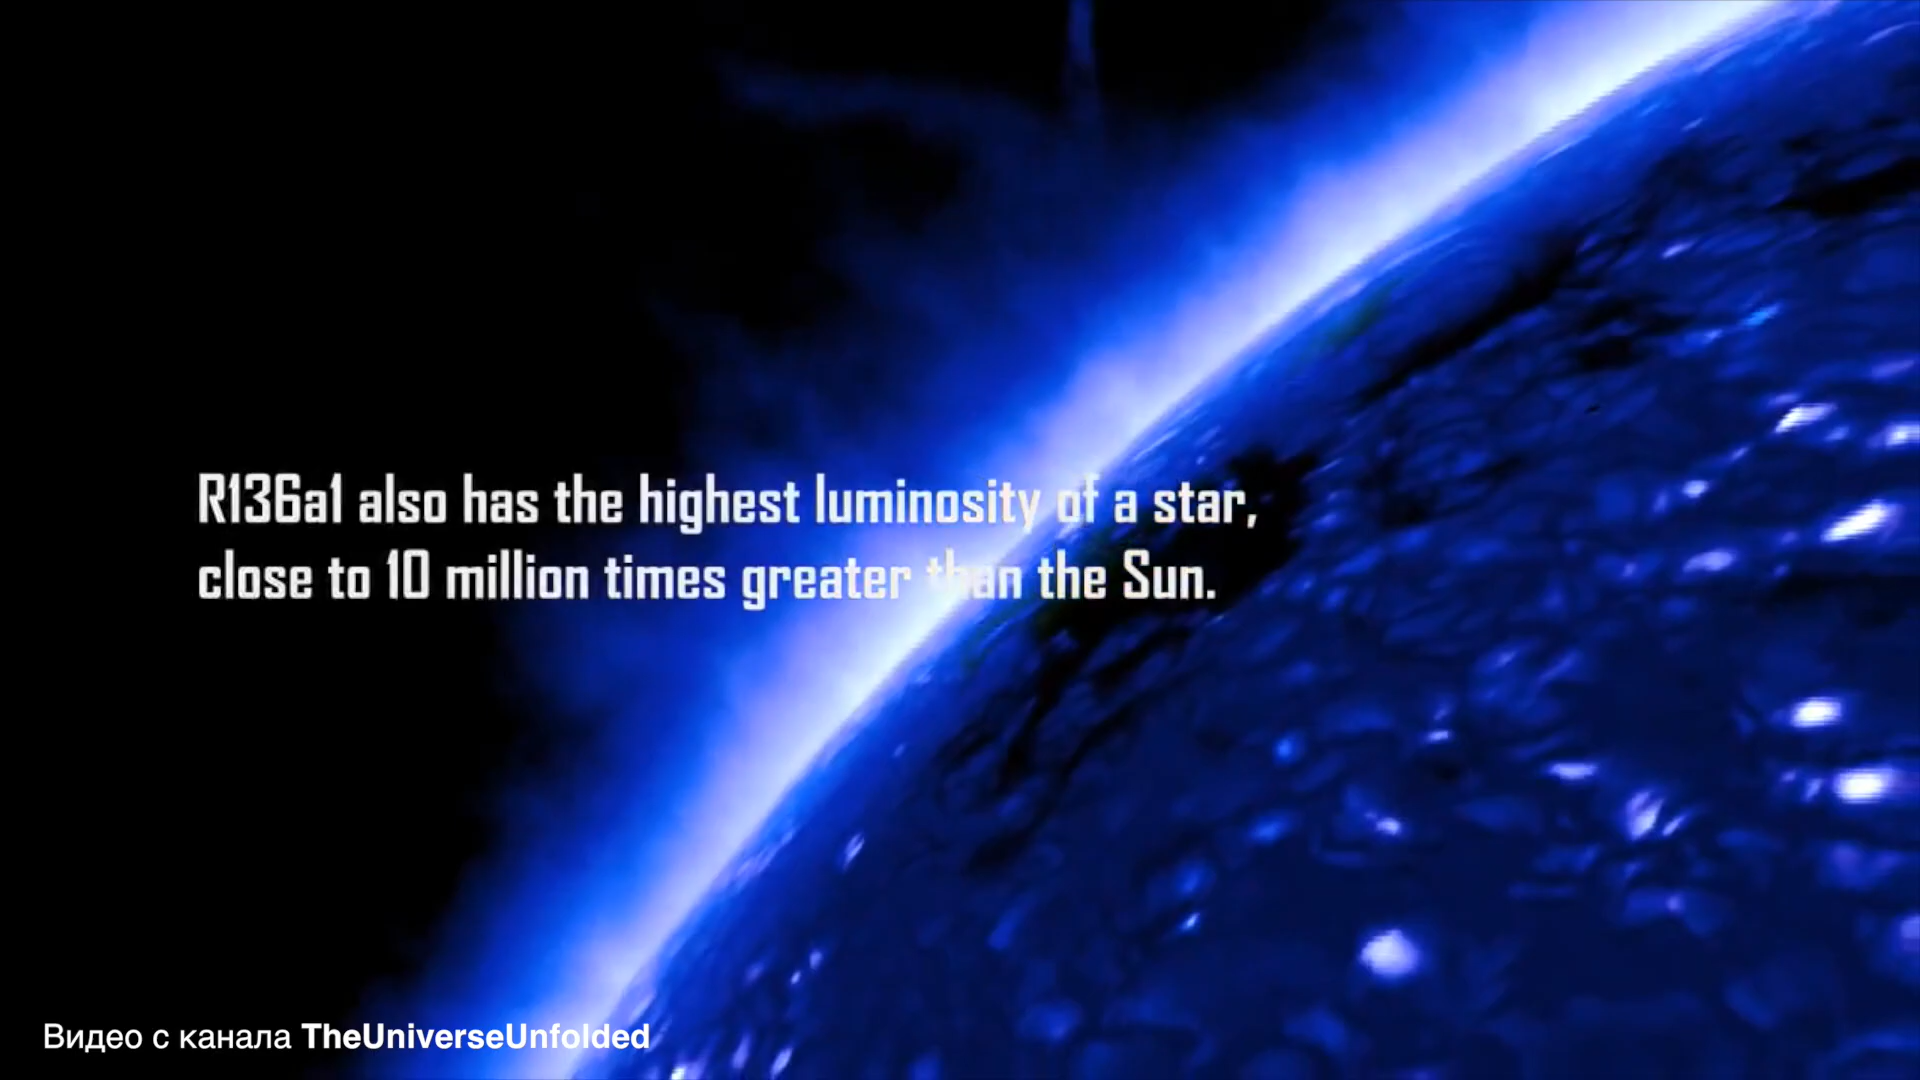 R136a1 also has the highest luminosity of a star,
close to 10 million times greater than the Sun.
Видео с канала TheUniverseUnfolded